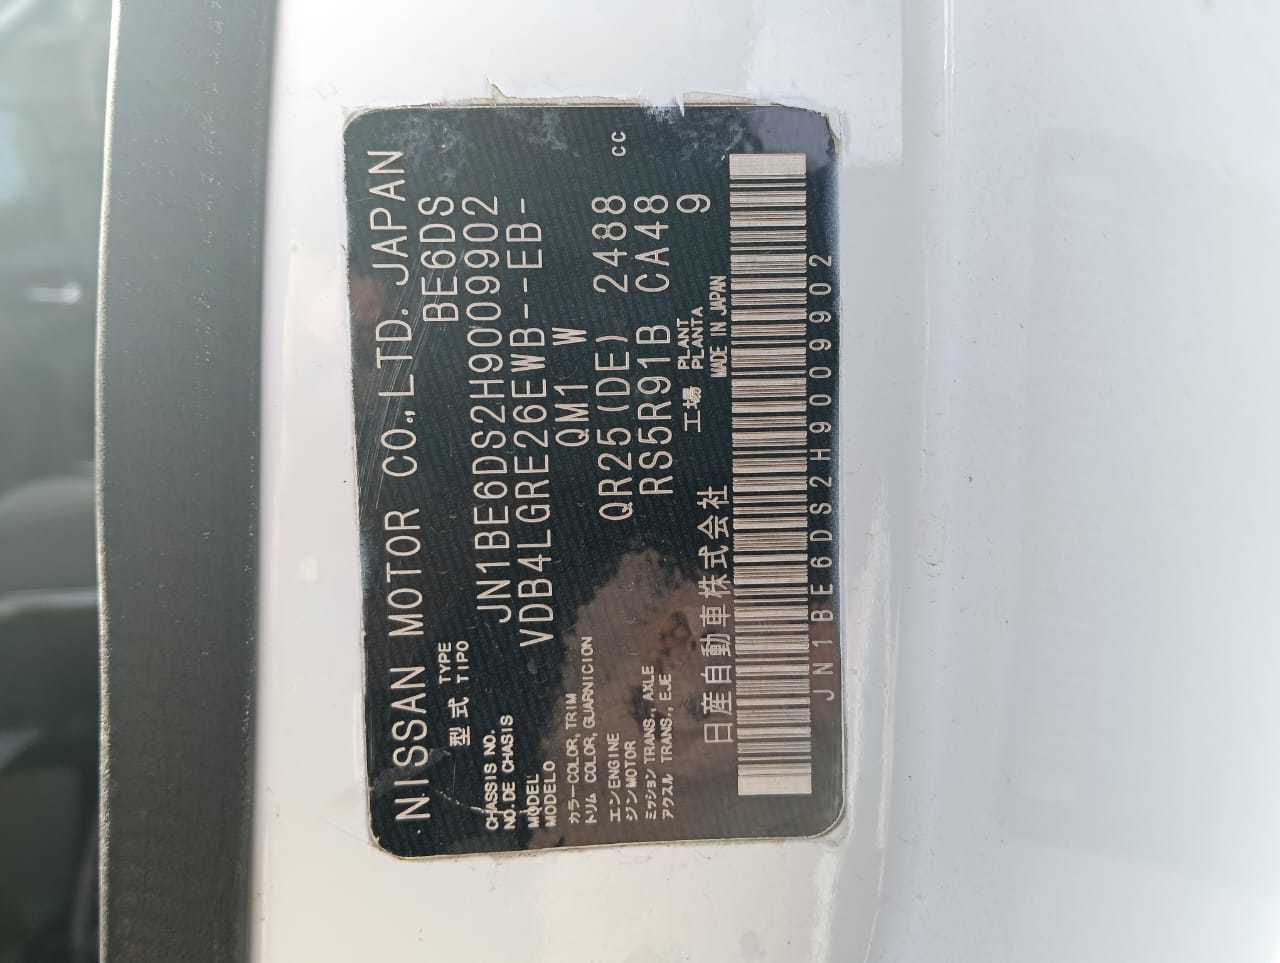 NISSAN MOTOR CO.,LTD. JAPAN
型式 TYPE TIPO BE6DS
CHASSIS NO. NO. DE CHASIS JN1BE6DS2H9009902
MODEL MODELO VDB4LGRE26EWB--EB-
カラー COLOR, TRIM QM1 W
トリム COLOR, GUARNICION
エンジン ENGINE MOTOR QR25(DE) 2488 cc
ミッション TRANS., AXLE RS5R91B CA48
アクスル TRANS., EJE
工場 PLANT PLANTA 9
日産自動車株式会社 MADE IN JAPAN
JN1BE6DS2H9009902